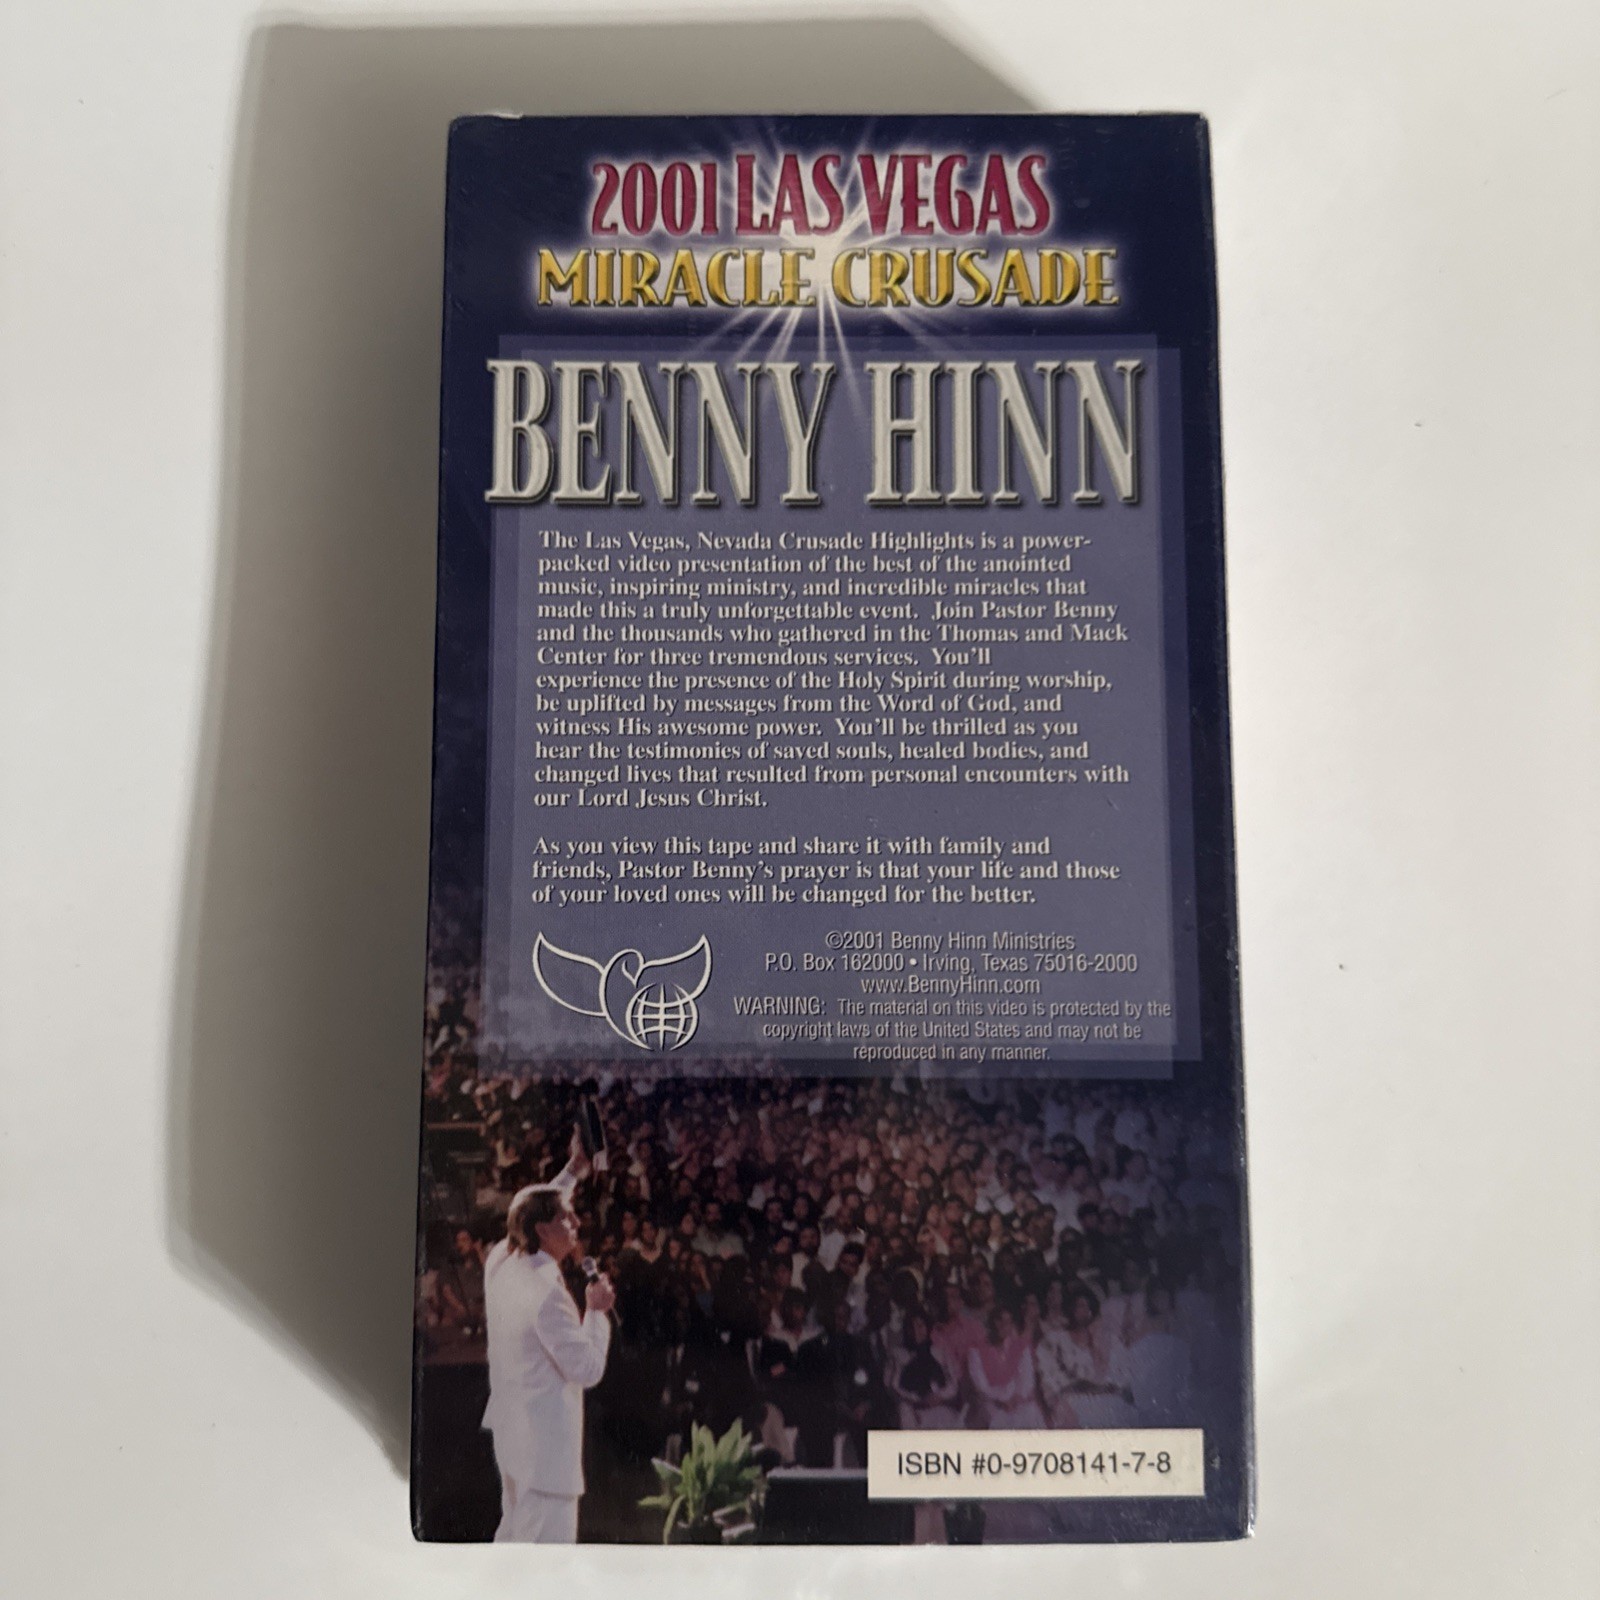 2001 LAS VEGAS
MIRACLE CRUSADE
BENNY HINN
The Las Vegas, Nevada Crusade Highlights is a power-
packed video presentation of the best of the anointed
music, inspiring ministry, and incredible miracles that
made this a truly unforgettable event. Join Pastor Benny
and the thousands who gathered in the Thomas and Mack
Center for three tremendous services. You'll
experience the presence of the Holy Spirit during worship,
be uplifted by messages from the Word of God, and
witness His awesome power. You'll be thrilled as you
hear the testimonies of saved souls, healed bodies, and
changed lives that resulted from personal encounters with
our Lord Jesus Christ.
As you view this tape and share it with family and
friends, Pastor Benny's prayer is that your life and those
of your loved ones will be changed for the better.
©2001 Benny Hinn Ministries
P.O. Box 162000 • Irving, Texas 75016-2000
www.BennyHinn.com
WARNING: The material on this video is protected by the
copyright laws of the United States and may not be
reproduced in any manner.
ISBN #0-9708141-7-8